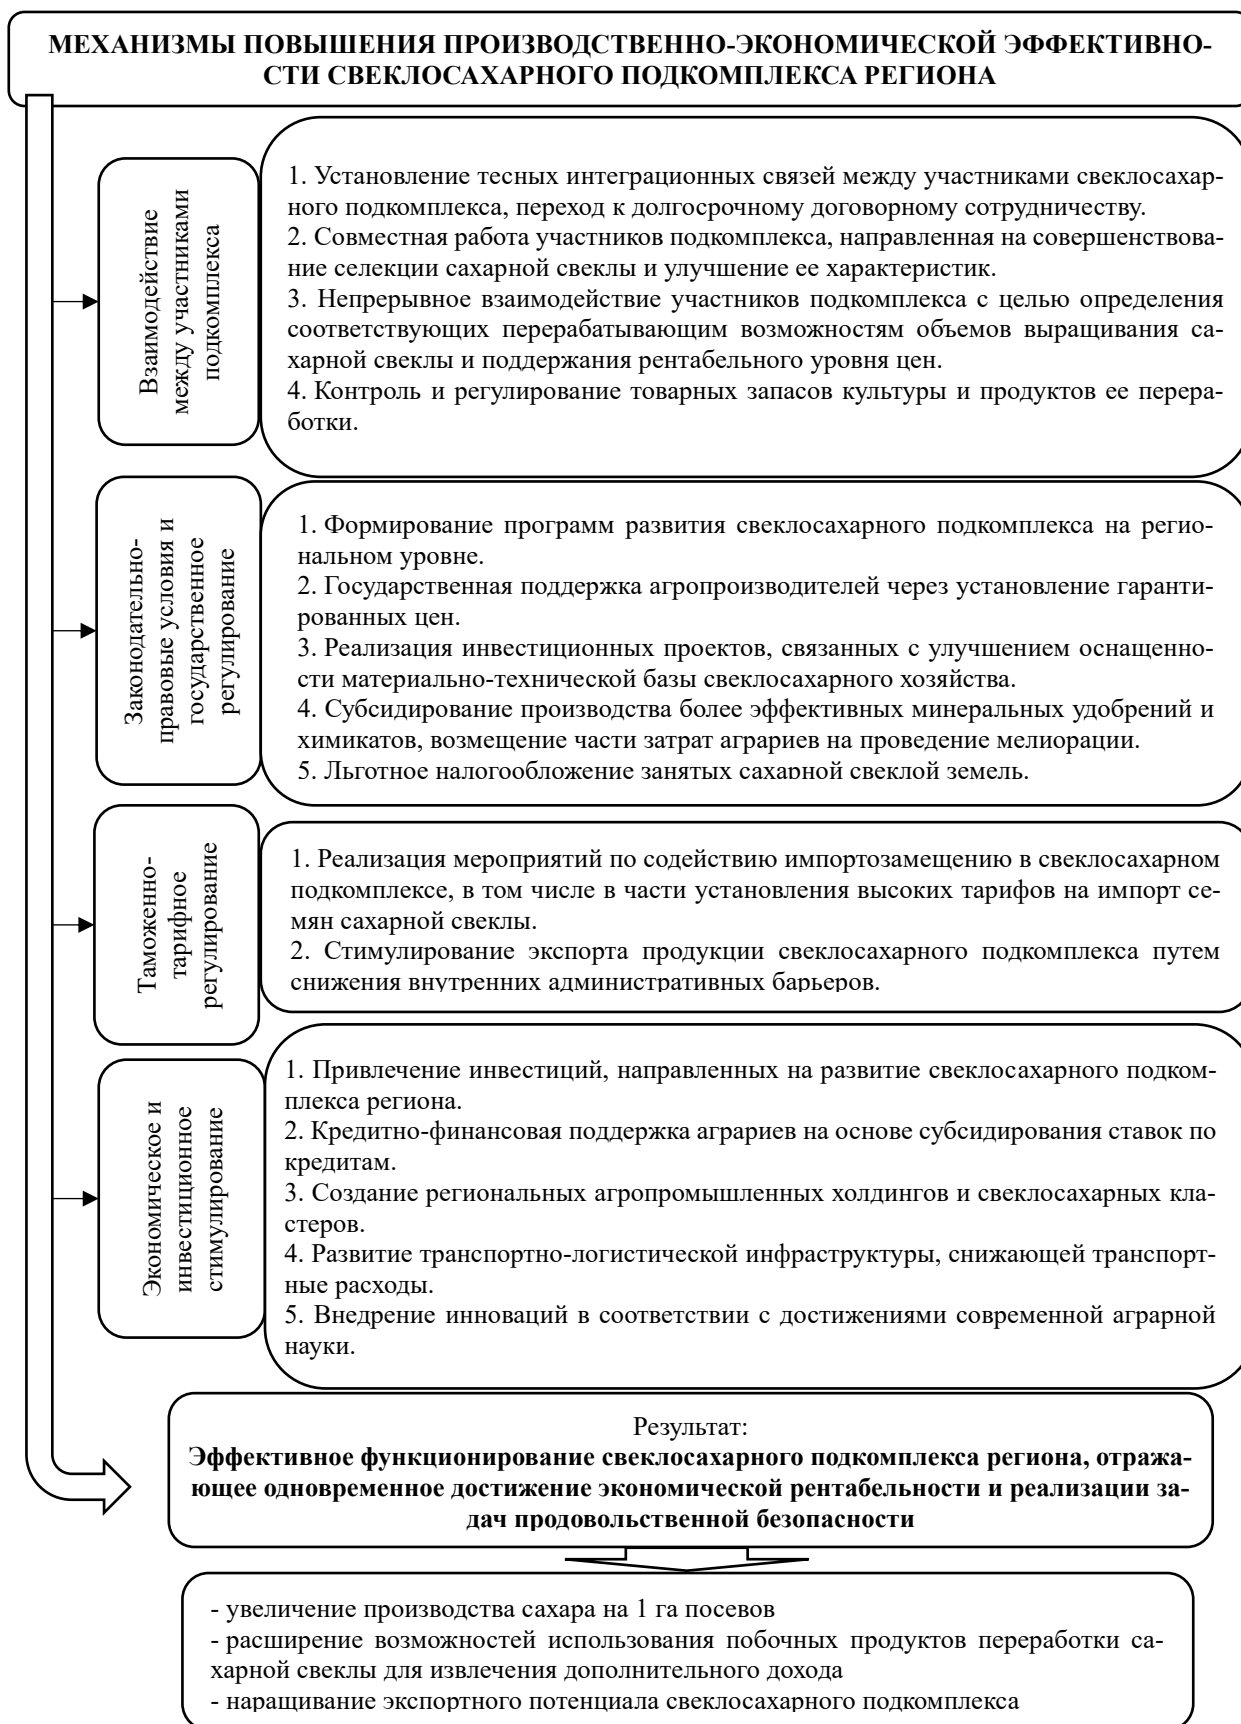 МЕХАНИЗМЫ ПОВЫШЕНИЯ ПРОИЗВОДСТВЕННО-ЭКОНОМИЧЕСКОЙ ЭФФЕКТИВНО-
СТИ СВЕКЛОСАХАРНОГО ПОДКОМПЛЕКСА РЕГИОНА
Взаимодействие
между участниками
подкомплекса
1. Установление тесных интеграционных связей между участниками свеклосахар-
ного подкомплекса, переход к долгосрочному договорному сотрудничеству.
2. Совместная работа участников подкомплекса, направленная на совершенствова-
ние селекции сахарной свеклы и улучшение ее характеристик.
3. Непрерывное взаимодействие участников подкомплекса с целью определения
соответствующих перерабатывающим возможностям объемов выращивания са-
харной свеклы и поддержания рентабельного уровня цен.
4. Контроль и регулирование товарных запасов культуры и продуктов ее перера-
ботки.
Законодательно-
правовые условия и
государственное
регулирование
1. Формирование программ развития свеклосахарного подкомплекса на регио-
нальном уровне.
2. Государственная поддержка агропроизводителей через установление гаранти-
рованных цен.
3. Реализация инвестиционных проектов, связанных с улучшением оснащенно-
сти материально-технической базы свеклосахарного хозяйства.
4. Субсидирование производства более эффективных минеральных удобрений и
химикатов, возмещение части затрат аграриев на проведение мелиорации.
5. Льготное налогообложение занятых сахарной свеклой земель.
Таможенно-
тарифное
регулирование
1. Реализация мероприятий по содействию импортозамещению в свеклосахарном
подкомплексе, в том числе в части установления высоких тарифов на импорт се-
мян сахарной свеклы.
2. Стимулирование экспорта продукции свеклосахарного подкомплекса путем
снижения внутренних административных барьеров.
Экономическое и
инвестиционное
стимулирование
1. Привлечение инвестиций, направленных на развитие свеклосахарного подком-
плекса региона.
2. Кредитно-финансовая поддержка аграриев на основе субсидирования ставок по
кредитам.
3. Создание региональных агропромышленных холдингов и свеклосахарных кла-
стеров.
4. Развитие транспортно-логистической инфраструктуры, снижающей транспорт-
ные расходы.
5. Внедрение инноваций в соответствии с достижениями современной аграрной
науки.
Результат:
Эффективное функционирование свеклосахарного подкомплекса региона, отража-
ющее одновременное достижение экономической рентабельности и реализации за-
дач продовольственной безопасности
- увеличение производства сахара на 1 га посевов
- расширение возможностей использования побочных продуктов переработки са-
харной свеклы для извлечения дополнительного дохода
- наращивание экспортного потенциала свеклосахарного подкомплекса